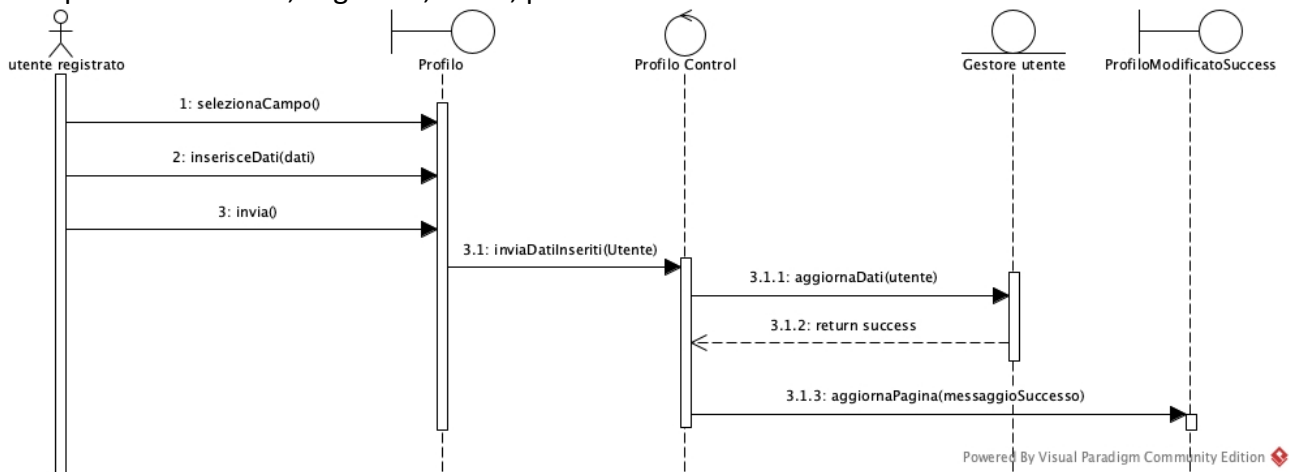 utente registrato
Profilo
Profilo Control
Gestore utente
ProfiloModificatoSuccess
1: selezionaCampo()
2: inserisceDati(dati)
3: invia()
3.1: inviaDatiInseriti(Utente)
3.1.1: aggiornaDati(utente)
3.1.2: return success
3.1.3: aggiornaPagina(messaggioSuccesso)
Powered By Visual Paradigm Community Edition